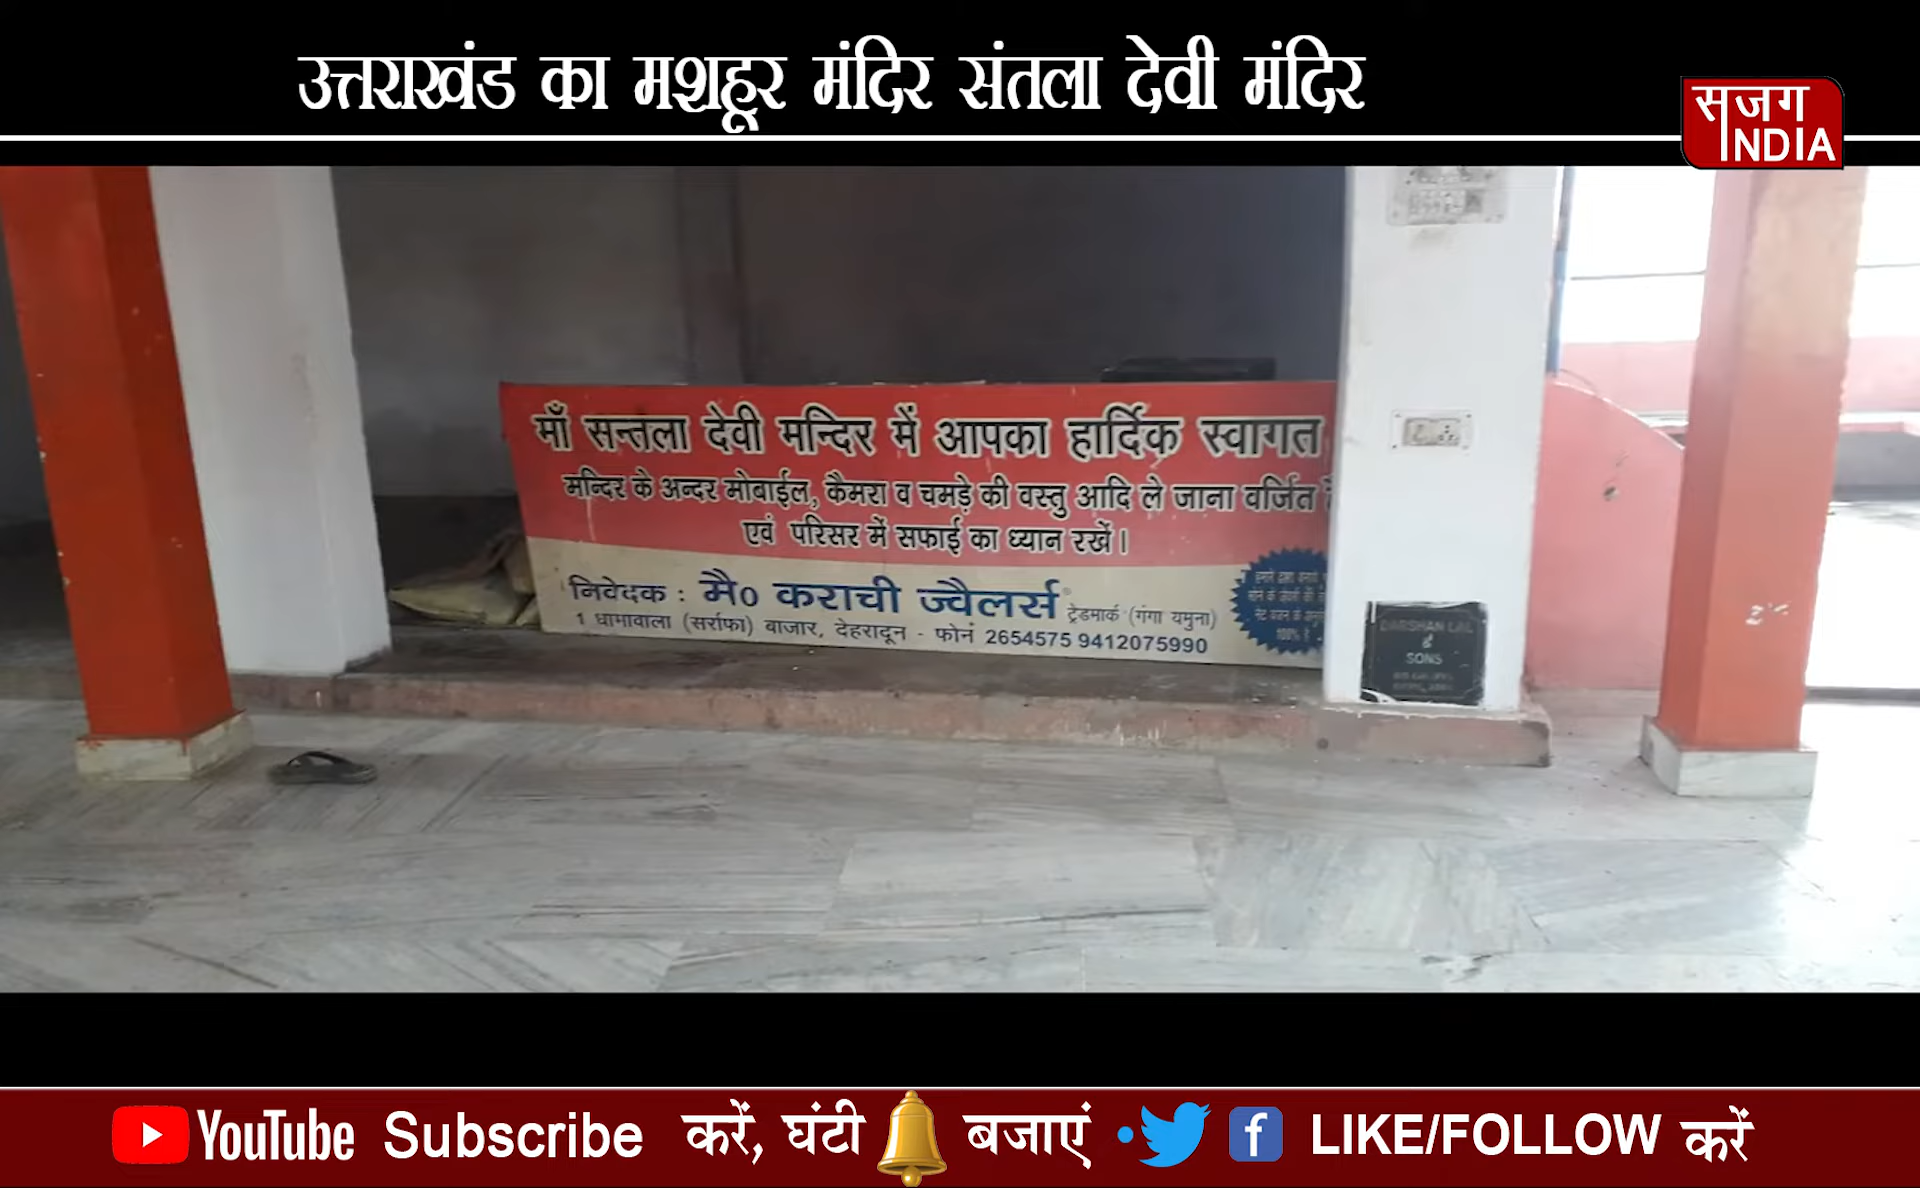 उत्तराखंड का मशहूर मंदिर संतला देवी मंदिर
सजग
INDIA
माँ सन्तला देवी मन्दिर में आपका हार्दिक स्वागत
मन्दिर के अन्दर मोबाईल, कैमरा व चमड़े की वस्तु आदि ले जाना वर्जित
एवं परिसर में सफाई का ध्यान रखें।
निवेदक : मै० कराची ज्वैलर्स
ट्रेडमार्क (गंगा यमुना)
1 धामावाला (सर्राफा) बाजार, देहरादून - फोनं 2654575 9412075990
100%
DARSHAN LAL
&
SONS
YouTube Subscribe करें, घंटी बजाएं LIKE/FOLLOW करें